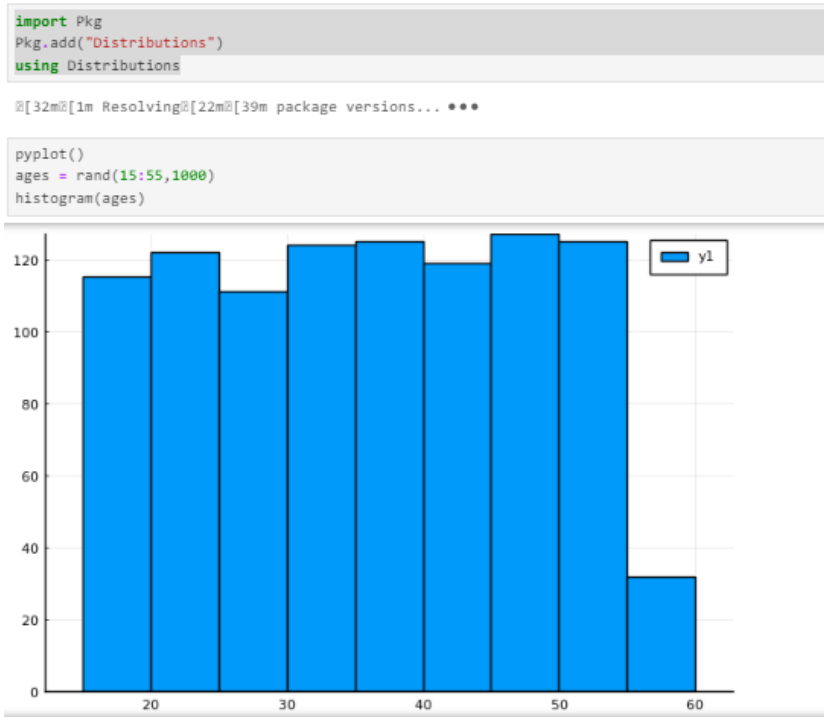 import Pkg
Pkg.add("Distributions")
using Distributions
⍰[32m⍰[1m Resolving⍰[22m⍰[39m package versions... •••
pyplot()
ages = rand(15:55,1000)
histogram(ages)
y1
120
100
80
60
40
20
0
20 30 40 50 60